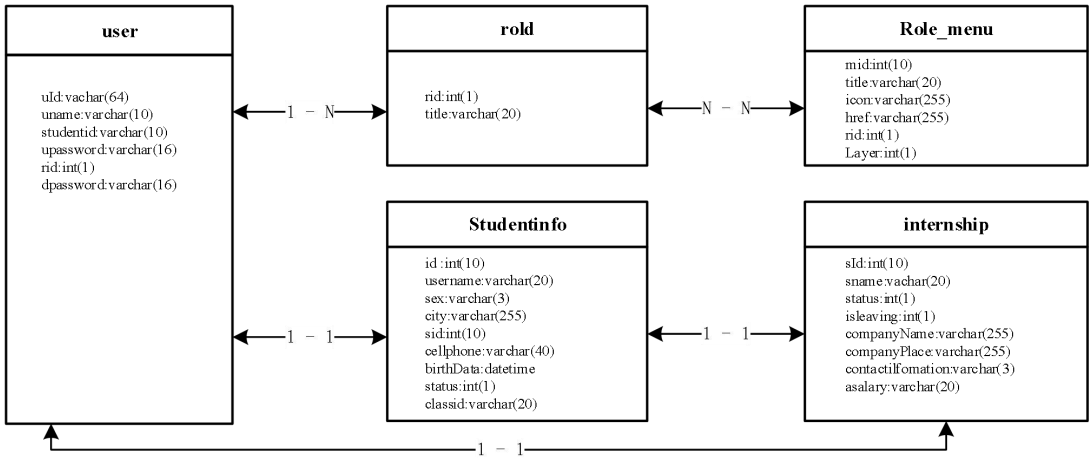 user
uId:vachar(64)
uname:varchar(10)
studentid:varchar(10)
upassword:varchar(16)
rid:int(1)
dpassword:varchar(16)
1 - N
rold
rid:int(1)
title:varchar(20)
N - N
Role_menu
mid:int(10)
title:varchar(20)
icon:varchar(255)
href:varchar(255)
rid:int(1)
Layer:int(1)
1 - 1
Studentinfo
id :int(10)
username:varchar(20)
sex:varchar(3)
city:varchar(255)
sid:int(10)
cellphone:varchar(40)
birthData:datetime
status:int(1)
classid:varchar(20)
1 - 1
internship
sId:int(10)
sname:vachar(20)
status:int(1)
isleaving:int(1)
companyName:varchar(255)
companyPlace:varchar(255)
contactilfomation:varchar(3)
asalary:varchar(20)
1 - 1